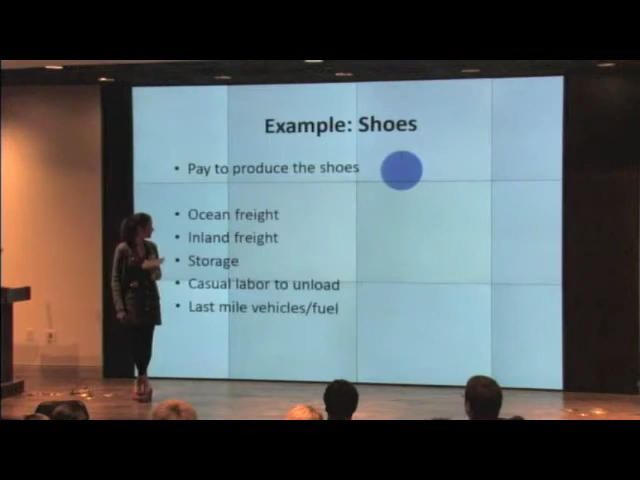 Example: Shoes
• Pay to produce the shoes
• Ocean freight
• Inland freight
• Storage
• Casual labor to unload
• Last mile vehicles/fuel